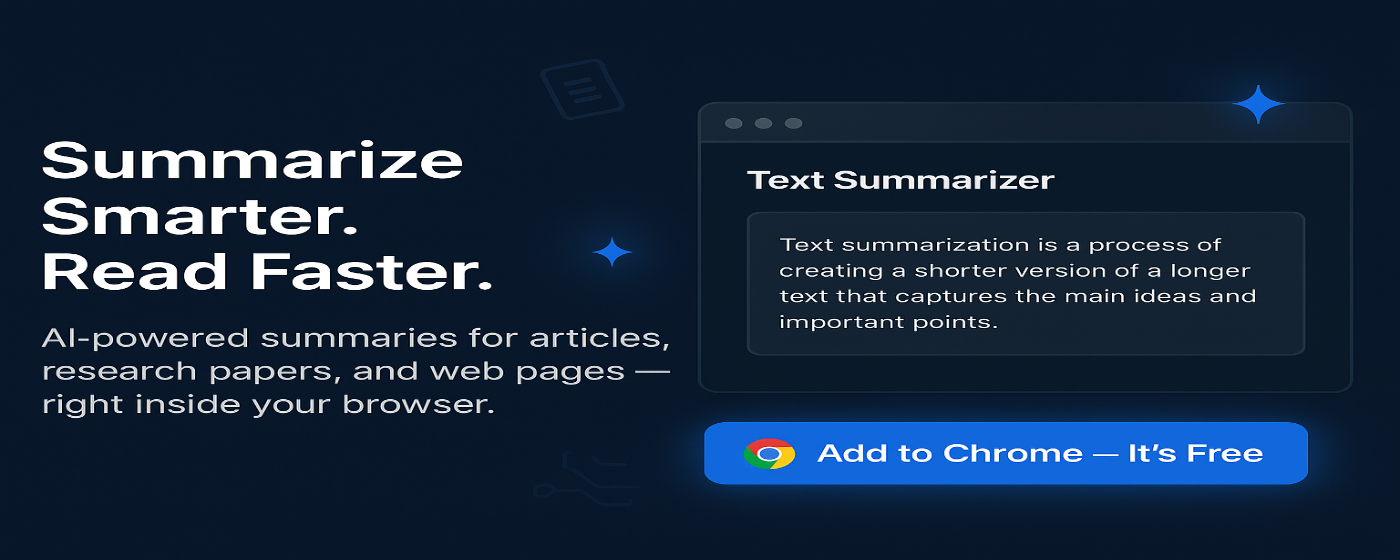 Summarize
Smarter.
Read Faster.
AI-powered summaries for articles,
research papers, and web pages —
right inside your browser.
Text Summarizer
Text summarization is a process of
creating a shorter version of a longer
text that captures the main ideas and
important points.
Add to Chrome — It’s Free